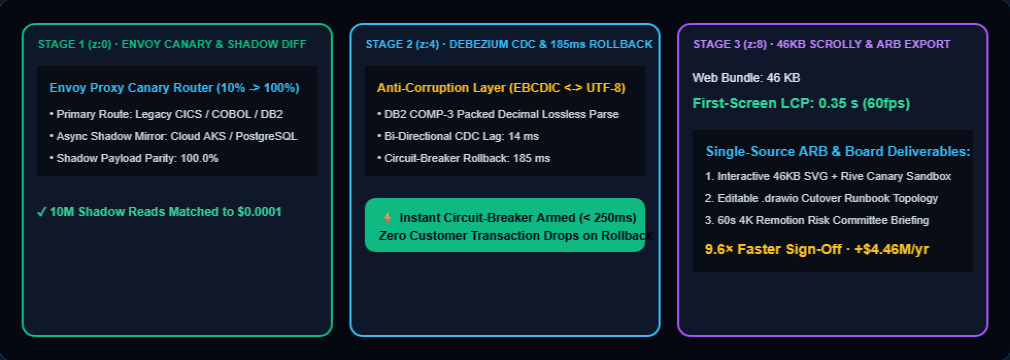 STAGE 1 (z:0) · ENVOY CANARY & SHADOW DIFF
Envoy Proxy Canary Router (10% -> 100%)
• Primary Route: Legacy CICS / COBOL / DB2
• Async Shadow Mirror: Cloud AKS / PostgreSQL
• Shadow Payload Parity: 100.0%
✓ 10M Shadow Reads Matched to $0.0001
STAGE 2 (z:4) · DEBEZIUM CDC & 185ms ROLLBACK
Anti-Corruption Layer (EBCDIC <-> UTF-8)
• DB2 COMP-3 Packed Decimal Lossless Parse
• Bi-Directional CDC Lag: 14 ms
• Circuit-Breaker Rollback: 185 ms
Instant Circuit-Breaker Armed (< 250ms)
Zero Customer Transaction Drops on Rollback
STAGE 3 (z:8) · 46KB SCROLLY & ARB EXPORT
Web Bundle: 46 KB
First-Screen LCP: 0.35 s (60fps)
Single-Source ARB & Board Deliverables:
1. Interactive 46KB SVG + Rive Canary Sandbox
2. Editable .drawio Cutover Runbook Topology
3. 60s 4K Remotion Risk Committee Briefing
9.6× Faster Sign-Off · +$4.46M/yr